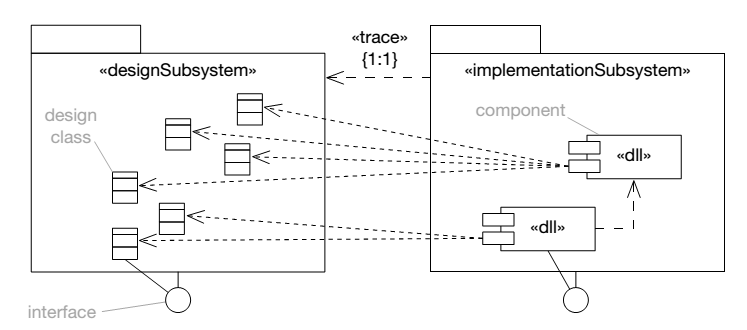 «trace»
{1:1}
«designSubsystem»
«implementationSubsystem»
design
class
component
«dll»
«dll»
interface